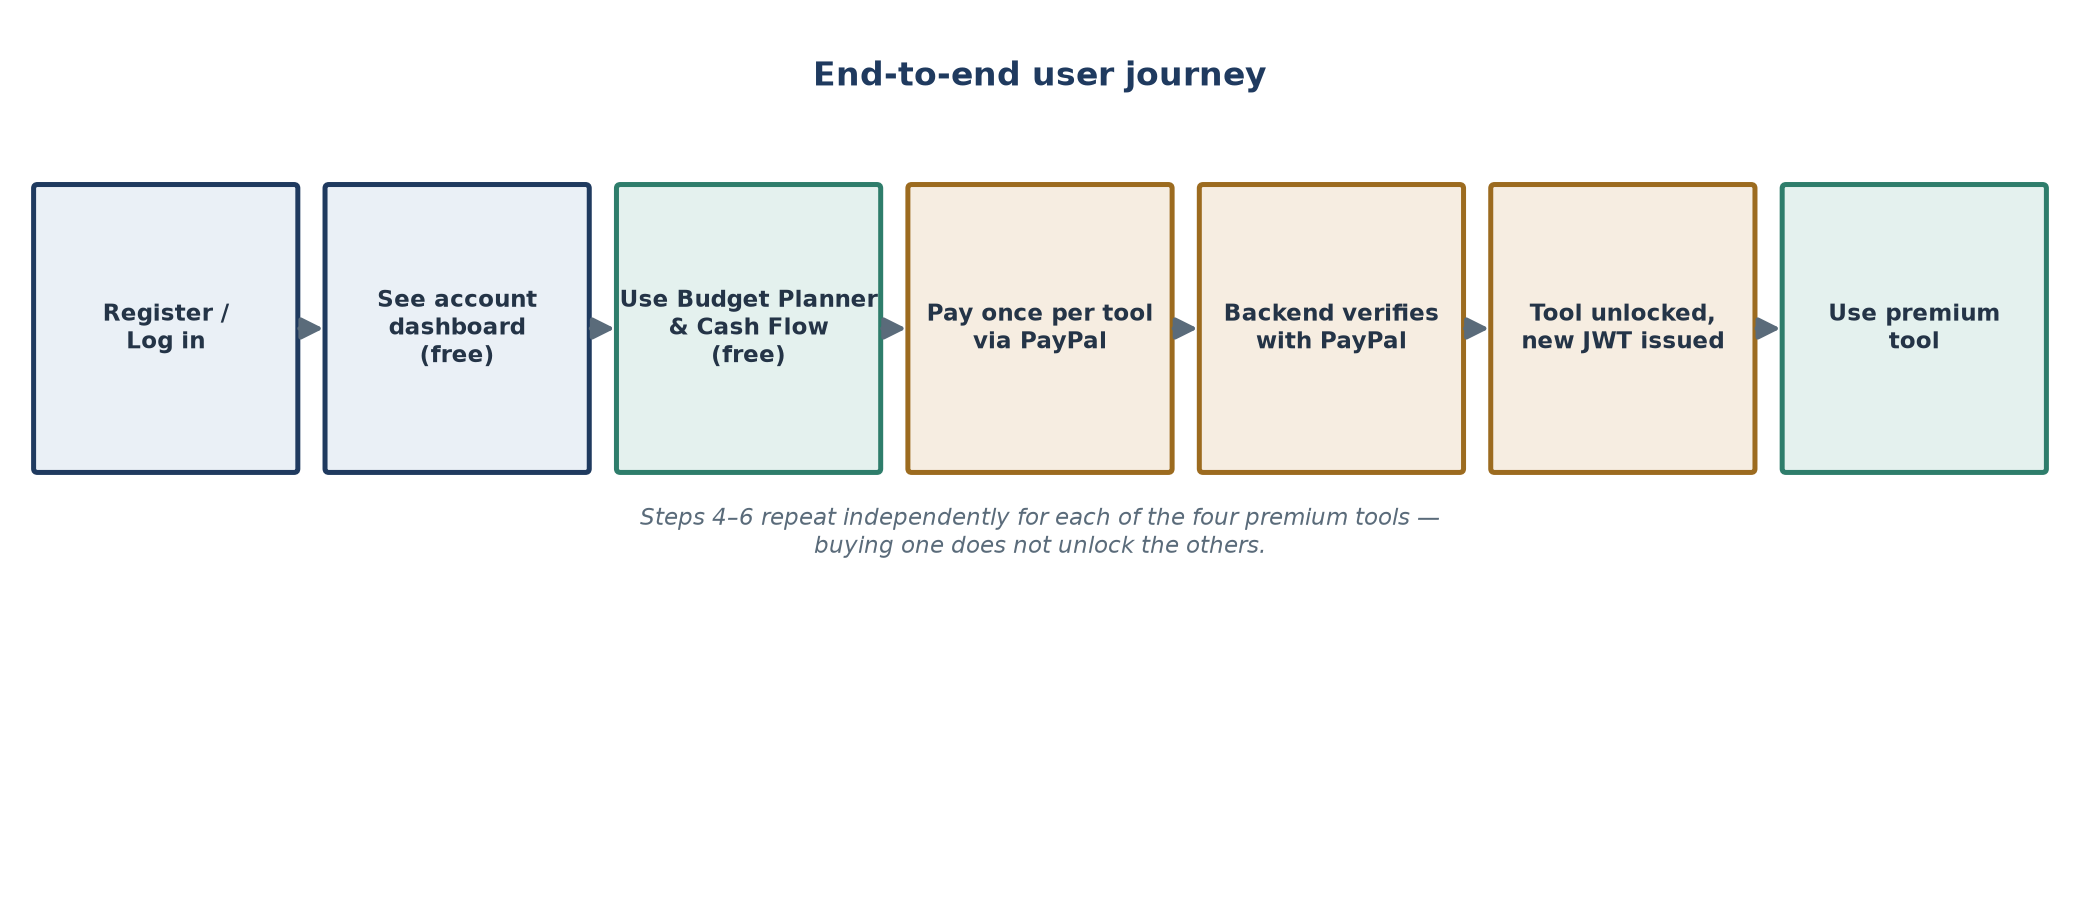 End-to-end user journey
Register /
Log in
See account
dashboard
(free)
Use Budget Planner
& Cash Flow
(free)
Pay once per tool
via PayPal
Backend verifies
with PayPal
Tool unlocked,
new JWT issued
Use premium
tool
Steps 4–6 repeat independently for each of the four premium tools —
buying one does not unlock the others.